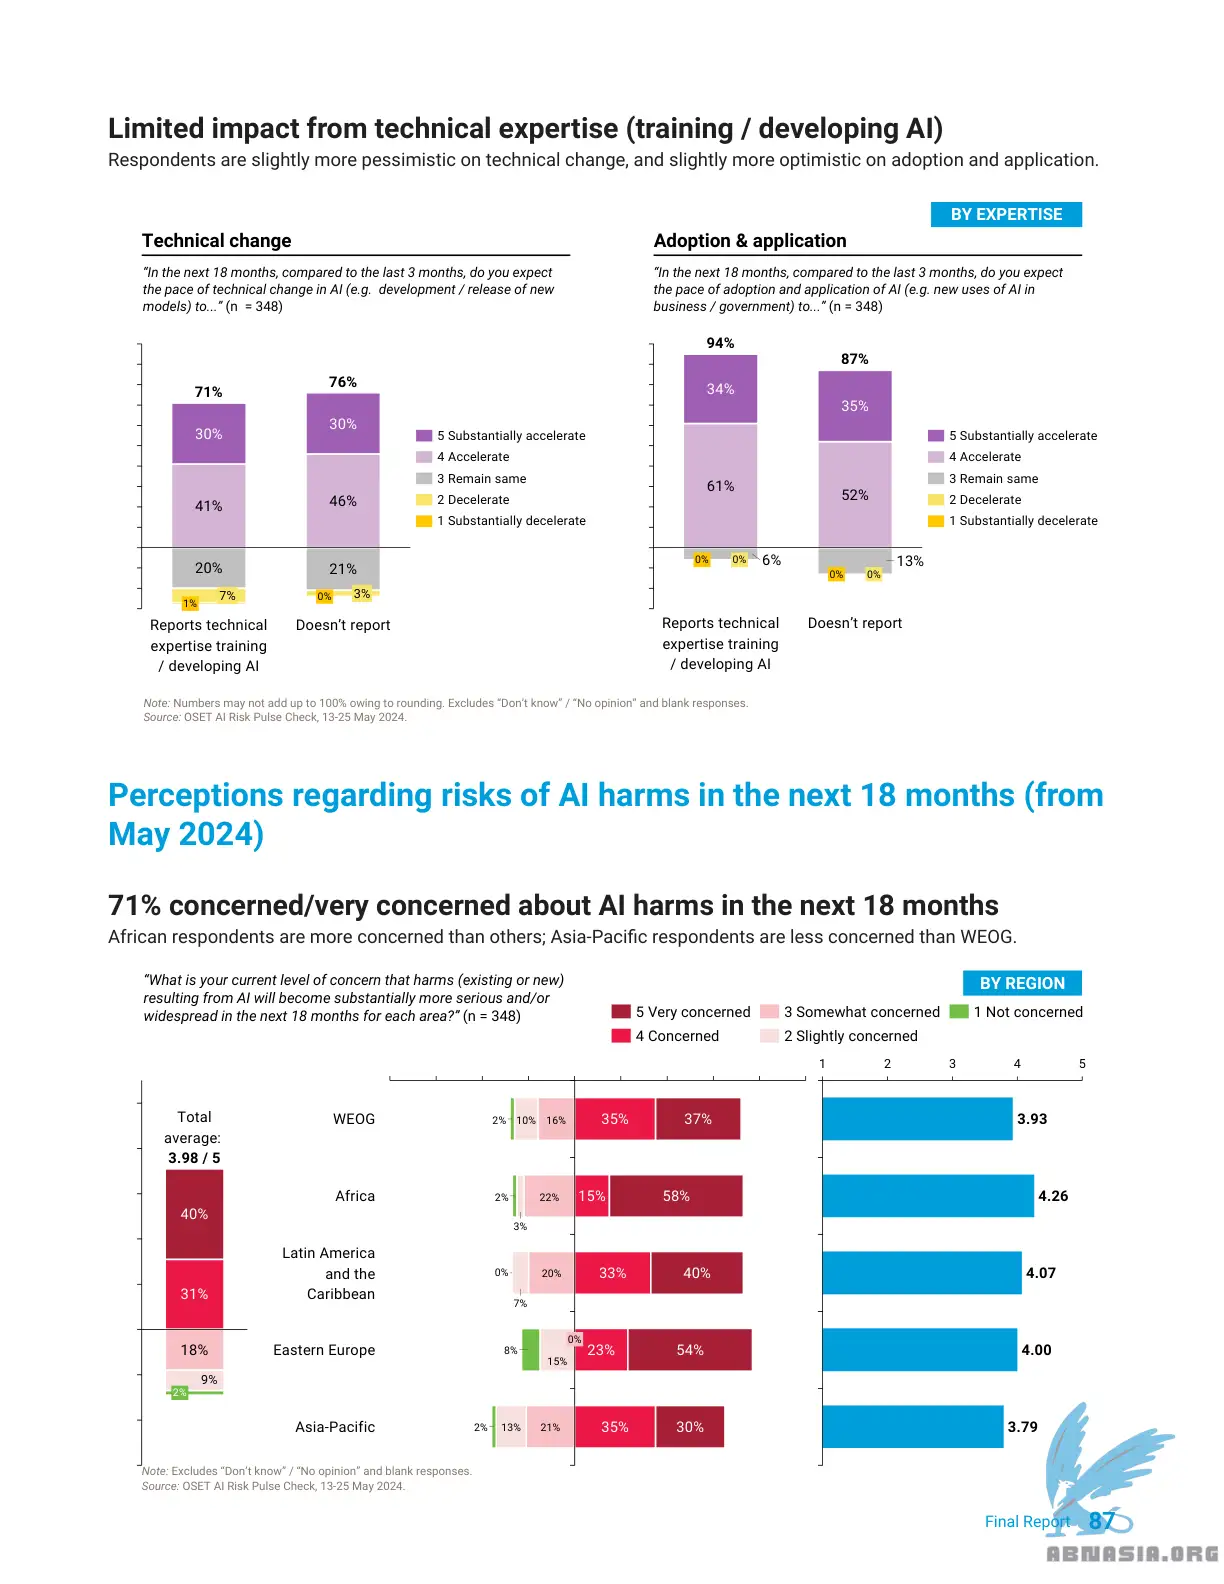 Limited impact from technical expertise (training / developing AI)
Respondents are slightly more pessimistic on technical change, and slightly more optimistic on adoption and application.
BY EXPERTISE
Technical change
“In the next 18 months, compared to the last 3 months, do you expect
the pace of technical change in AI (e.g. development / release of new
models) to...” (n = 348)
71%
30%
41%
20%
7%
1%
76%
30%
46%
21%
3%
0%
5 Substantially accelerate
4 Accelerate
3 Remain same
2 Decelerate
1 Substantially decelerate
Reports technical
expertise training
/ developing AI
Doesn’t report
Adoption & application
“In the next 18 months, compared to the last 3 months, do you expect
the pace of adoption and application of AI (e.g. new uses of AI in
business / government) to...” (n = 348)
94%
34%
61%
0%
0%
6%
87%
35%
52%
0%
0%
13%
5 Substantially accelerate
4 Accelerate
3 Remain same
2 Decelerate
1 Substantially decelerate
Reports technical
expertise training
/ developing AI
Doesn’t report
Note: Numbers may not add up to 100% owing to rounding. Excludes “Don’t know” / “No opinion” and blank responses.
Source: OSET AI Risk Pulse Check, 13-25 May 2024.
Perceptions regarding risks of AI harms in the next 18 months (from
May 2024)
71% concerned/very concerned about AI harms in the next 18 months
African respondents are more concerned than others; Asia-Pacific respondents are less concerned than WEOG.
“What is your current level of concern that harms (existing or new)
resulting from AI will become substantially more serious and/or
widespread in the next 18 months for each area?” (n = 348)
BY REGION
5 Very concerned
3 Somewhat concerned
1 Not concerned
4 Concerned
2 Slightly concerned
1 2 3 4 5
Total
average:
3.98 / 5
40%
31%
18%
9%
2%
WEOG
2% 10% 16% 35% 37%
3.93
Africa
2% 22% 15% 58%
3%
4.26
Latin America
and the
Caribbean
0% 20% 33% 40%
7%
4.07
Eastern Europe
8% 15% 0% 23% 54%
4.00
Asia-Pacific
2% 13% 21% 35% 30%
3.79
Note: Excludes “Don’t know” / “No opinion” and blank responses.
Source: OSET AI Risk Pulse Check, 13-25 May 2024.
Final Report 87
ABNASIA.ORG